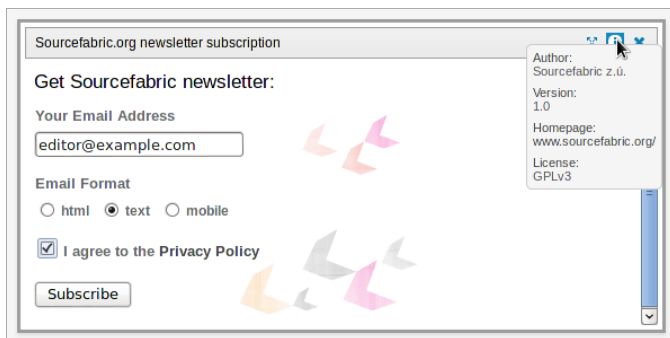 Sourcefabric.org newsletter subscription
Get Sourcefabric newsletter:
Your Email Address
editor@example.com
Email Format
html text mobile
I agree to the Privacy Policy
Subscribe
Author:
Sourcefabric z.ú.
Version:
1.0
Homepage:
www.sourcefabric.org/
License:
GPLv3